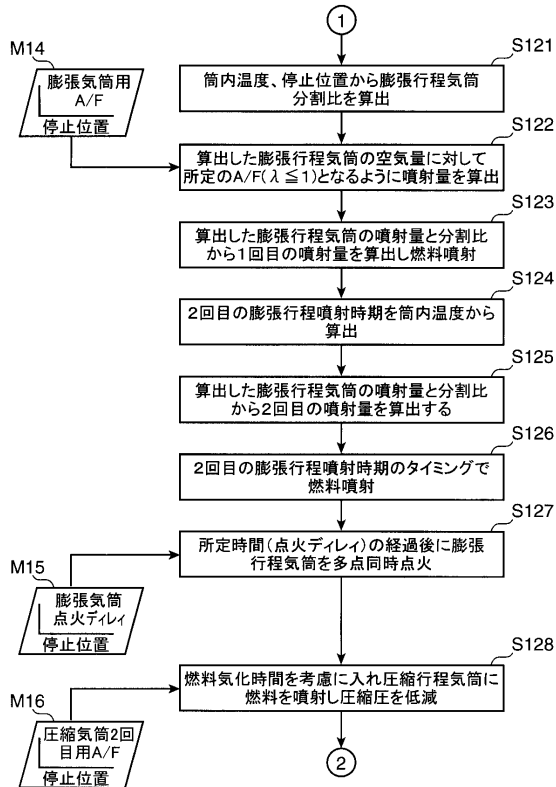 1
M14
膨張気筒用
A/F
停止位置
S121
筒内温度、停止位置から膨張行程気筒
分割比を算出
S122
算出した膨張行程気筒の空気量に対して
所定のA/F(λ≦1)となるように噴射量を算出
S123
算出した膨張行程気筒の噴射量と分割比
から1回目の噴射量を算出し燃料噴射
S124
2回目の膨張行程噴射時期を筒内温度から
算出
S125
算出した膨張行程気筒の噴射量と分割比
から2回目の噴射量を算出する
S126
2回目の膨張行程噴射時期のタイミングで
燃料噴射
S127
所定時間(点火ディレィ)の経過後に膨張
行程気筒を多点同時点火
M15
膨張気筒
点火ディレィ
停止位置
S128
燃料気化時間を考慮に入れ圧縮行程気筒に
燃料を噴射し圧縮圧を低減
M16
圧縮気筒2回
目用A/F
停止位置
2